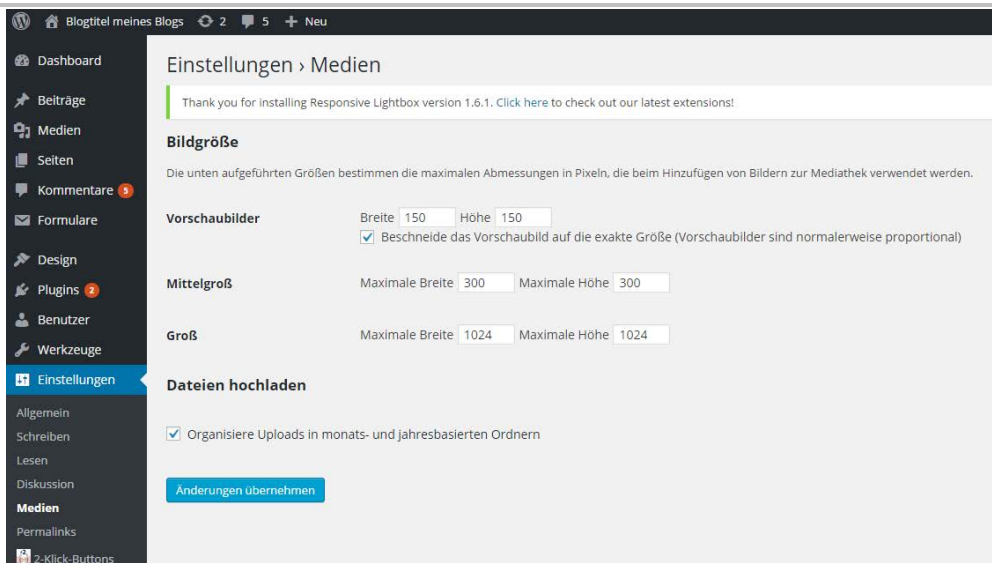 Blogtitel meines Blogs 2 5 + Neu
Dashboard
Beiträge
Medien
Seiten
Kommentare 5
Formulare
Design
Plugins 2
Benutzer
Werkzeuge
Einstellungen
Allgemein
Schreiben
Lesen
Diskussion
Medien
Permalinks
2-Klick-Buttons
Einstellungen › Medien
Thank you for installing Responsive Lightbox version 1.6.1. Click here to check out our latest extensions!
Bildgröße
Die unten aufgeführten Größen bestimmen die maximalen Abmessungen in Pixeln, die beim Hinzufügen von Bildern zur Mediathek verwendet werden.
Vorschaubilder Breite 150 Höhe 150
Beschneide das Vorschaubild auf die exakte Größe (Vorschaubilder sind normalerweise proportional)
Mittelgroß Maximale Breite 300 Maximale Höhe 300
Groß Maximale Breite 1024 Maximale Höhe 1024
Dateien hochladen
Organisiere Uploads in monats- und jahresbasierten Ordnern
Änderungen übernehmen